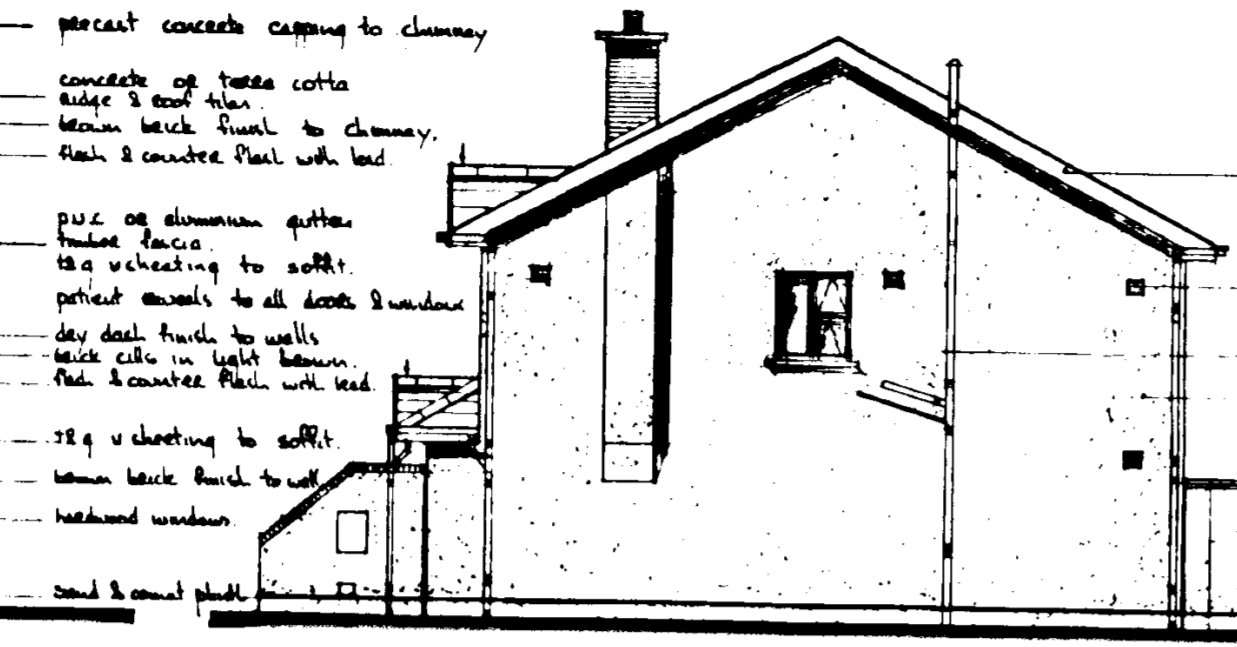 precast concrete capping to chimney
concrete or terra cotta
ridge & roof tiles.
brown brick finish to chimney.
flash & counter flash with lead.
p.v.c or aluminium gutters
timber fascia.
t&g v sheeting to soffit.
patient reveals to all doors & windows
dry dash finish to walls
brick cills in light brown.
flash & counter flash with lead.
t&g v sheeting to soffit.
brown brick finish to wall
hardwood windows.
sand & cement plinth